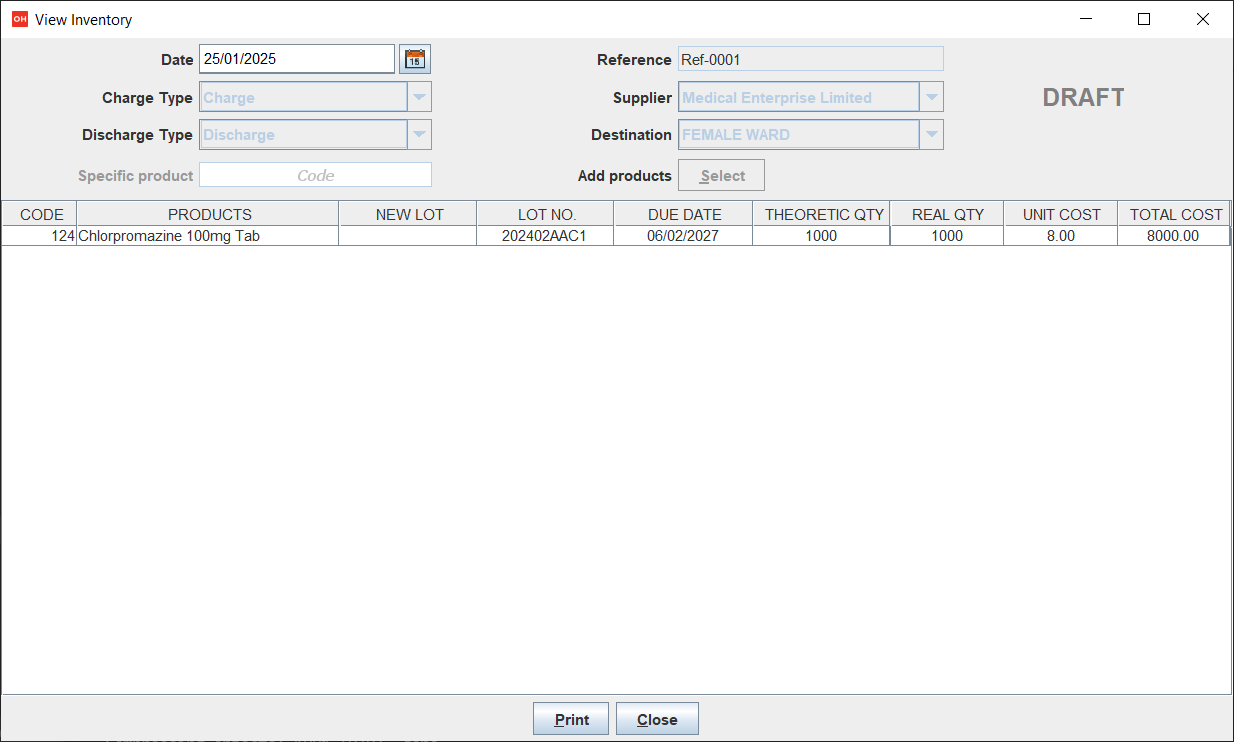 OH View Inventory
Date 25/01/2025 15 Reference Ref-0001
Charge Type Charge Supplier Medical Enterprise Limited DRAFT
Discharge Type Discharge Destination FEMALE WARD
Specific product Code Add products Select
CODE PRODUCTS NEW LOT LOT NO. DUE DATE THEORETIC QTY REAL QTY UNIT COST TOTAL COST
124 Chlorpromazine 100mg Tab 202402AAC1 06/02/2027 1000 1000 8.00 8000.00
Print Close